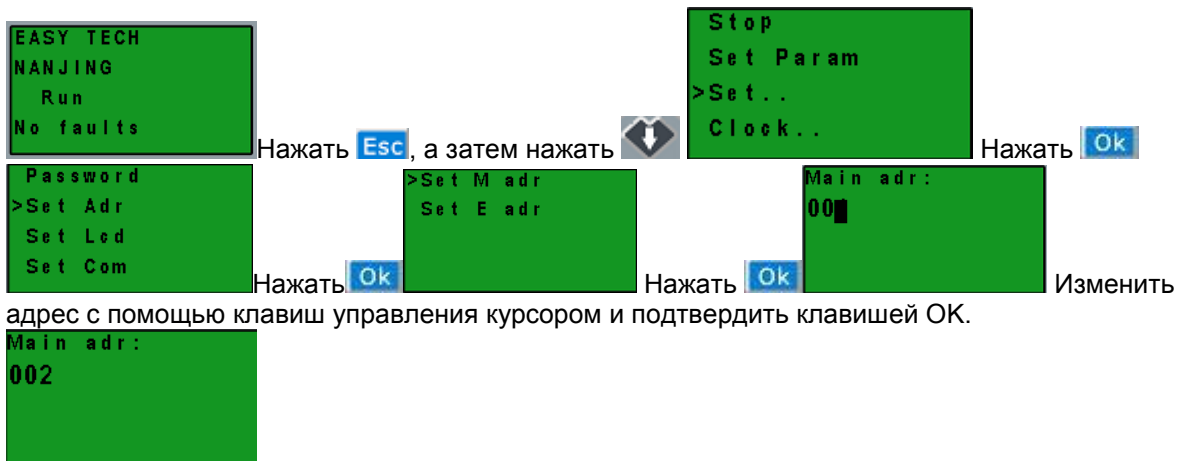 EASY TECH
NANJING
Run
No faults
Нажать Esc, а затем нажать
Stop
Set Param
>Set..
Clock..
Нажать Ok
Password
>Set Adr
Set Lcd
Set Com
Нажать Ok
>Set M adr
Set E adr
Нажать Ok
Main adr:
00
Изменить
адрес с помощью клавиш управления курсором и подтвердить клавишей OK.
Main adr:
002